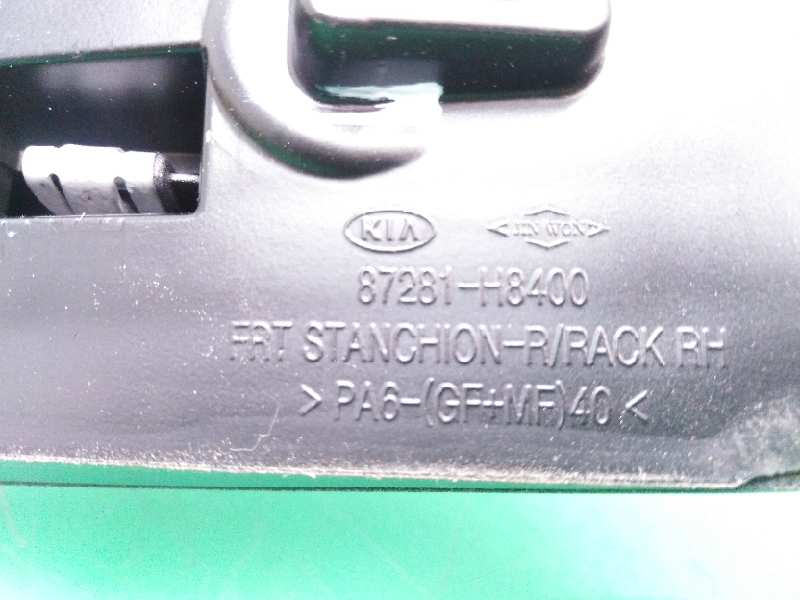 KIA JIN WON
87281-H8400
FRT STANCHION-R/RACK RH
>PA6-(GF+MF)40<